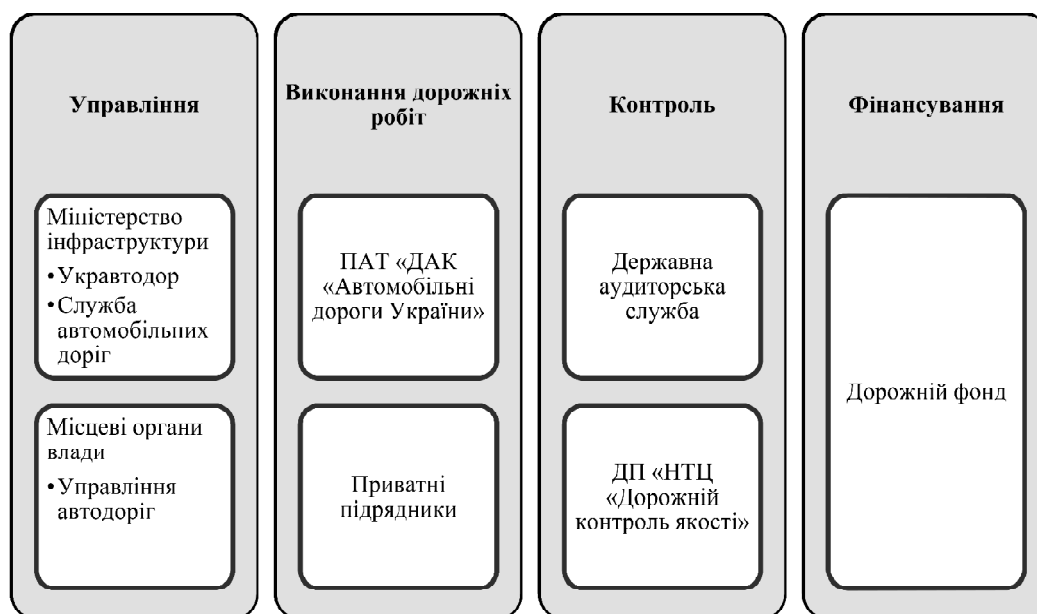 Управління
Міністерство
інфраструктури
•Укравтодор
•Служба
автомобільних
доріг
Місцеві органи
влади
•Управління
автодоріг
Виконання дорожніх
робіт
ПАТ «ДАК
«Автомобільні
дороги України»
Приватні
підрядники
Контроль
Державна
аудиторська
служба
ДП «НТЦ
«Дорожній
контроль якості»
Фінансування
Дорожній фонд